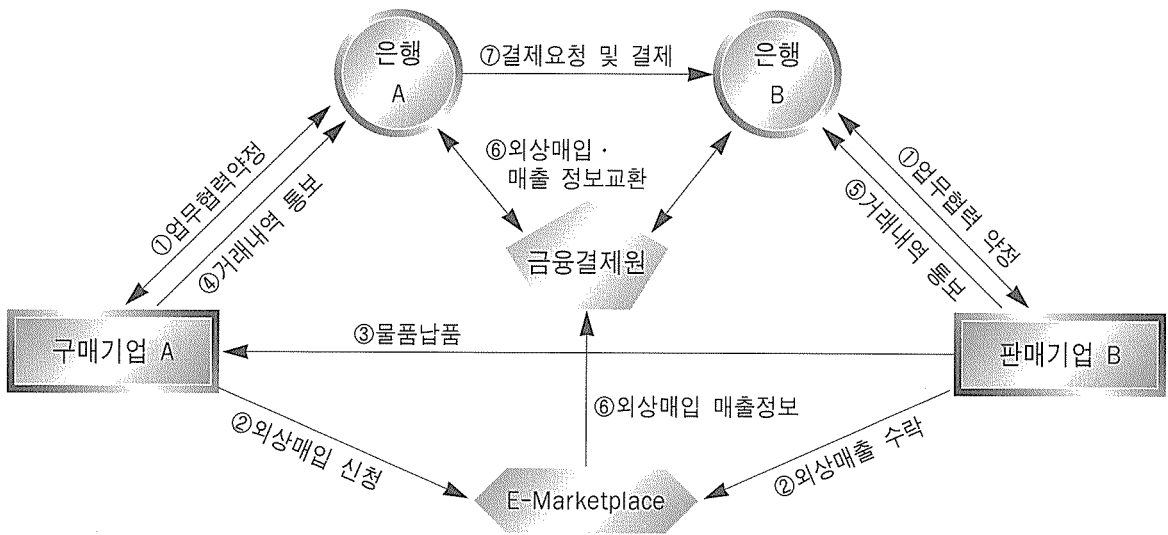 은행
A
⑦결제요청 및 결제
은행
B
⑥외상매입 ·
매출 정보교환
①업무협력약정
④거래내역 통보
①업무협력 약정
⑤거래내역 통보
금융결제원
구매기업 A
③물품납품
판매기업 B
②외상매입 신청
⑥외상매입 매출정보
②외상매출 수락
E-Marketplace